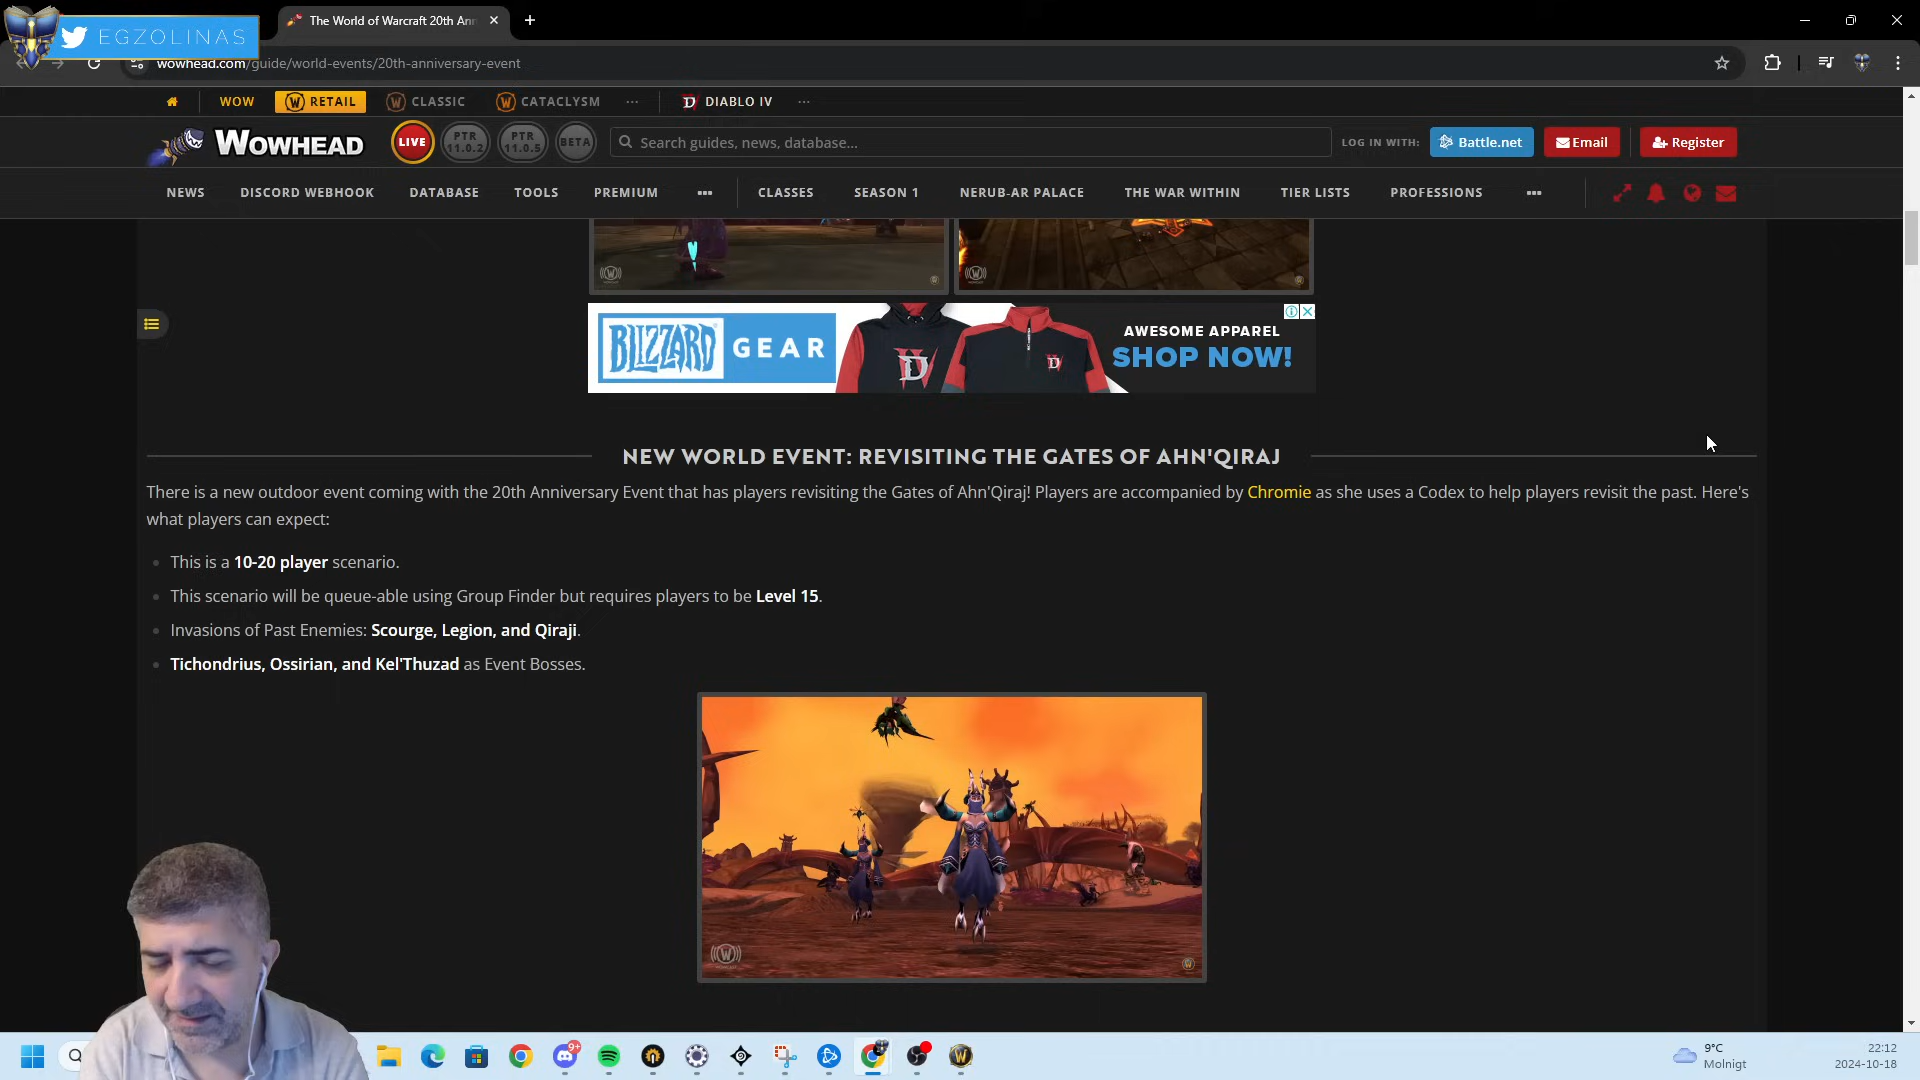 EGZOLINAS
The World of Warcraft 20th Ann
wowhead.com/guide/world-events/20th-anniversary-event
WOW RETAIL CLASSIC CATACLYSM DIABLO IV
WOWHEAD LIVE PTR 11.0.2 PTR 11.0.5 BETA Search guides, news, database... LOG IN WITH: Battle.net Email Register
NEWS DISCORD WEBHOOK DATABASE TOOLS PREMIUM CLASSES SEASON 1 NERUB-AR PALACE THE WAR WITHIN TIER LISTS PROFESSIONS
BLIZZARD GEAR AWESOME APPAREL
SHOP NOW!
NEW WORLD EVENT: REVISITING THE GATES OF AHN'QIRAJ
There is a new outdoor event coming with the 20th Anniversary Event that has players revisiting the Gates of Ahn'Qiraj! Players are accompanied by Chromie as she uses a Codex to help players revisit the past. Here's
what players can expect:
This is a 10-20 player scenario.
This scenario will be queue-able using Group Finder but requires players to be Level 15.
Invasions of Past Enemies: Scourge, Legion, and Qiraji.
Tichondrius, Ossirian, and Kel'Thuzad as Event Bosses.
9+
9°C 22:12
Molnigt 2024-10-18